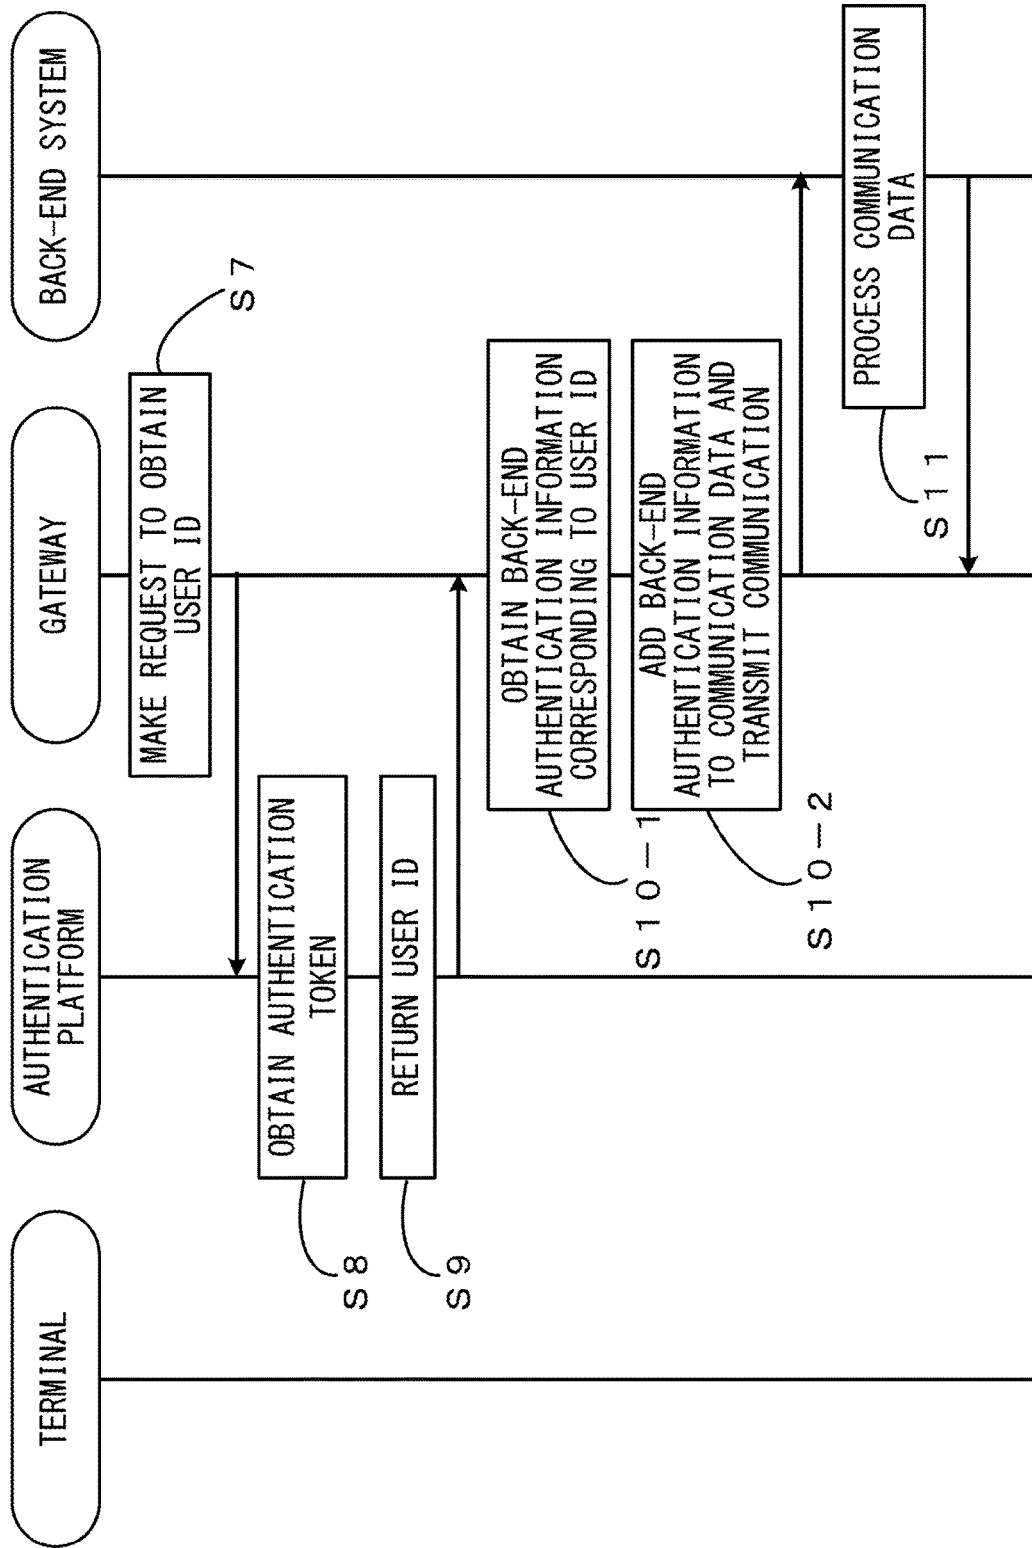 TERMINAL
AUTHENTICATION
PLATFORM
GATEWAY
BACK-END SYSTEM
MAKE REQUEST TO OBTAIN
USER ID
S7
OBTAIN AUTHENTICATION
TOKEN
S8
RETURN USER ID
S9
OBTAIN BACK-END
AUTHENTICATION INFORMATION
CORRESPONDING TO USER ID
S10-1
ADD BACK-END
AUTHENTICATION INFORMATION
TO COMMUNICATION DATA AND
TRANSMIT COMMUNICATION
S10-2
PROCESS COMMUNICATION
DATA
S11